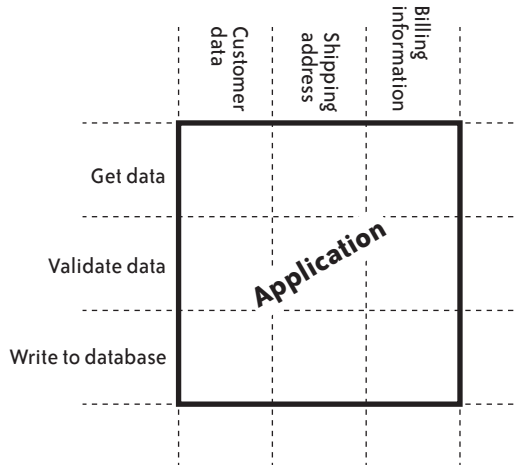 Customer
data
Shipping
address
Billing
information
Get data
Validate data
Write to database
Application